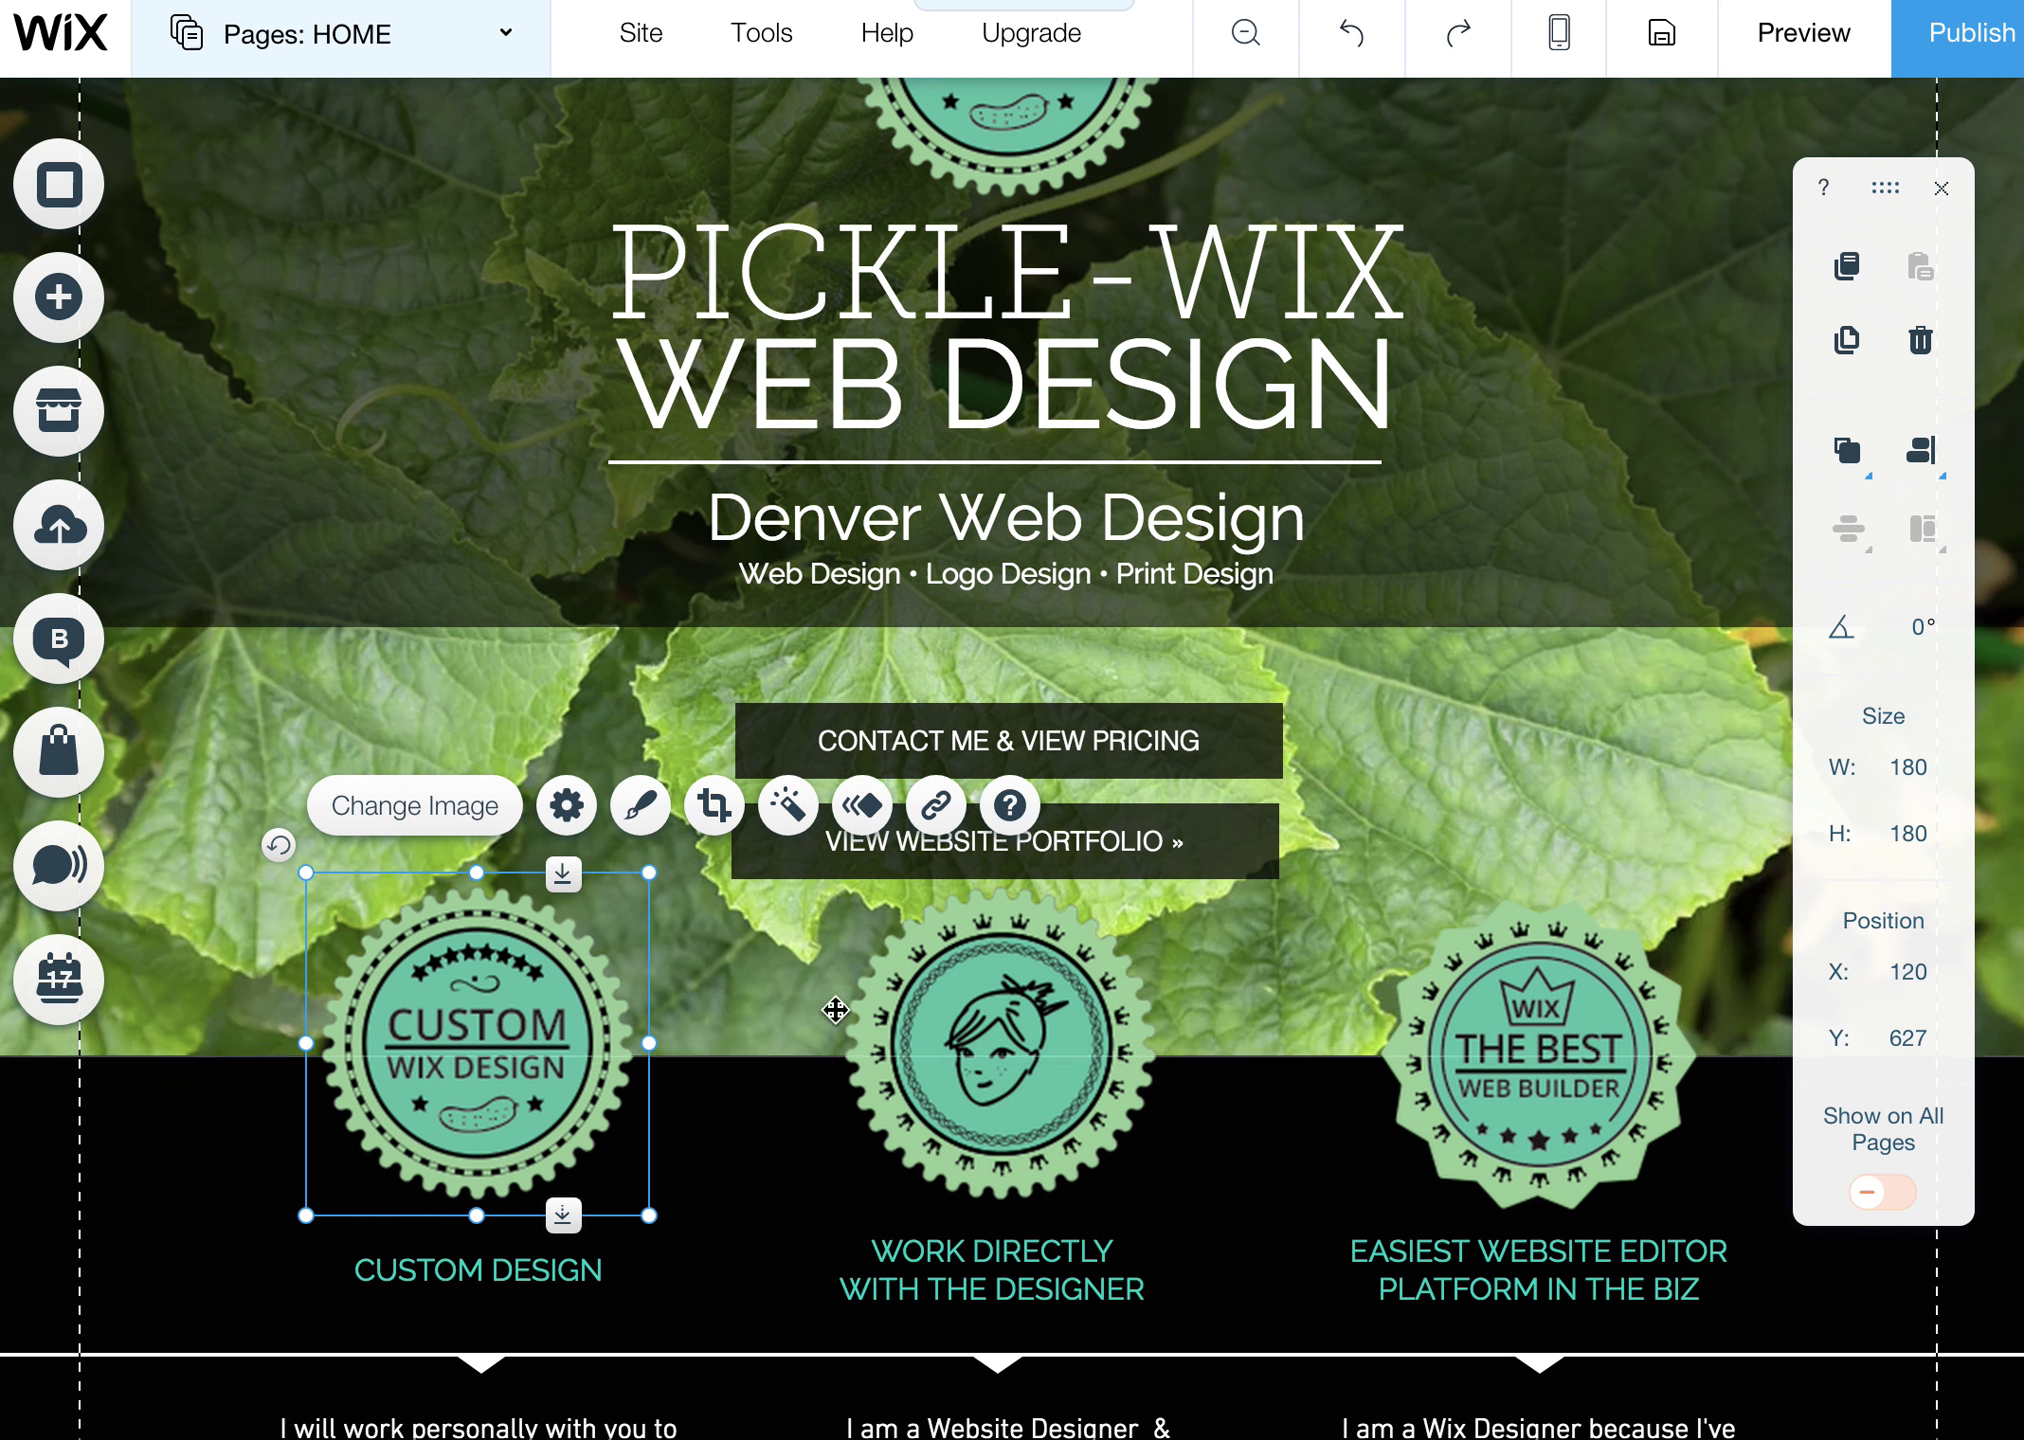 WiX
Pages: HOME
Site
Tools
Help
Upgrade
Preview
Publish
PICKLE-WIX
WEB DESIGN
Denver Web Design
Web Design • Logo Design • Print Design
CONTACT ME & VIEW PRICING
Change Image
?
VIEW WEBSITE PORTFOLIO »
B
17
CUSTOM
WIX DESIGN
WIX
THE BEST
WEB BUILDER
CUSTOM DESIGN
WORK DIRECTLY
WITH THE DESIGNER
EASIEST WEBSITE EDITOR
PLATFORM IN THE BIZ
I will work personally with you to
I am a Website Designer &
I am a Wix Designer because I've
?
0°
Size
W: 180
H: 180
Position
X: 120
Y: 627
Show on All
Pages